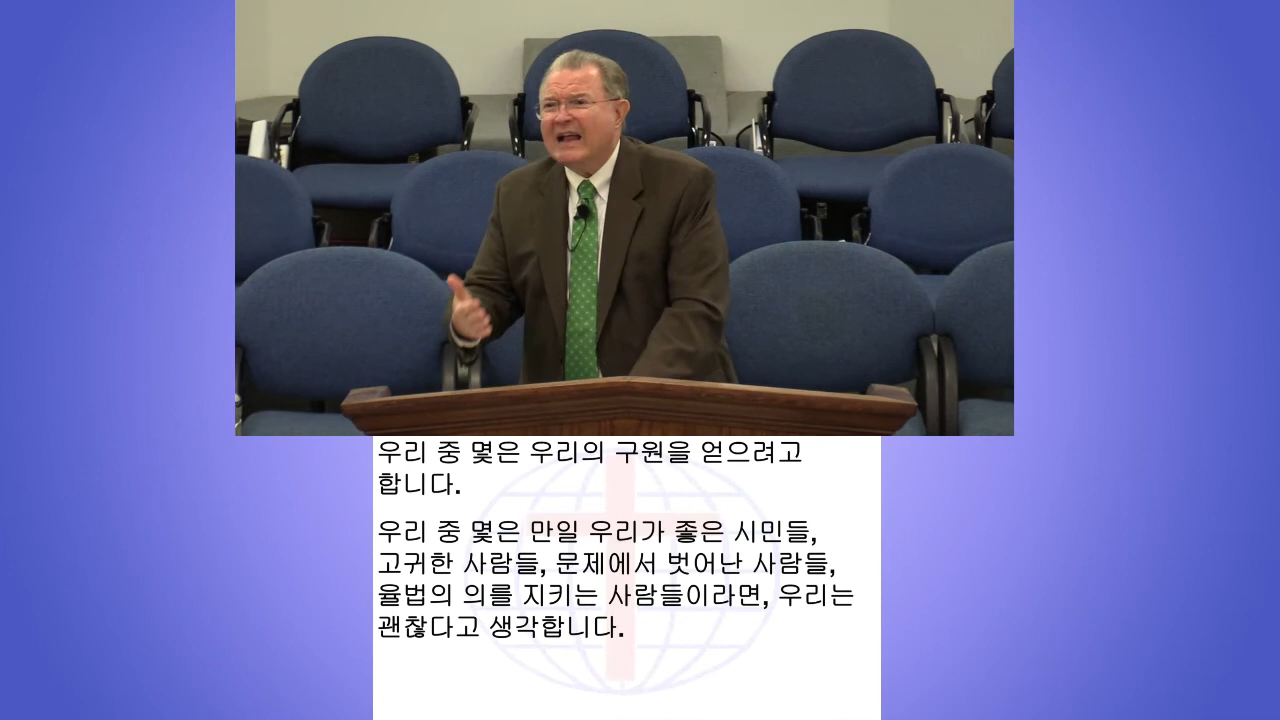 우리 중 몇은 우리의 구원을 얻으려고
합니다.
우리 중 몇은 만일 우리가 좋은 시민들,
고귀한 사람들, 문제에서 벗어난 사람들,
율법의 의를 지키는 사람들이라면, 우리는
괜찮다고 생각합니다.